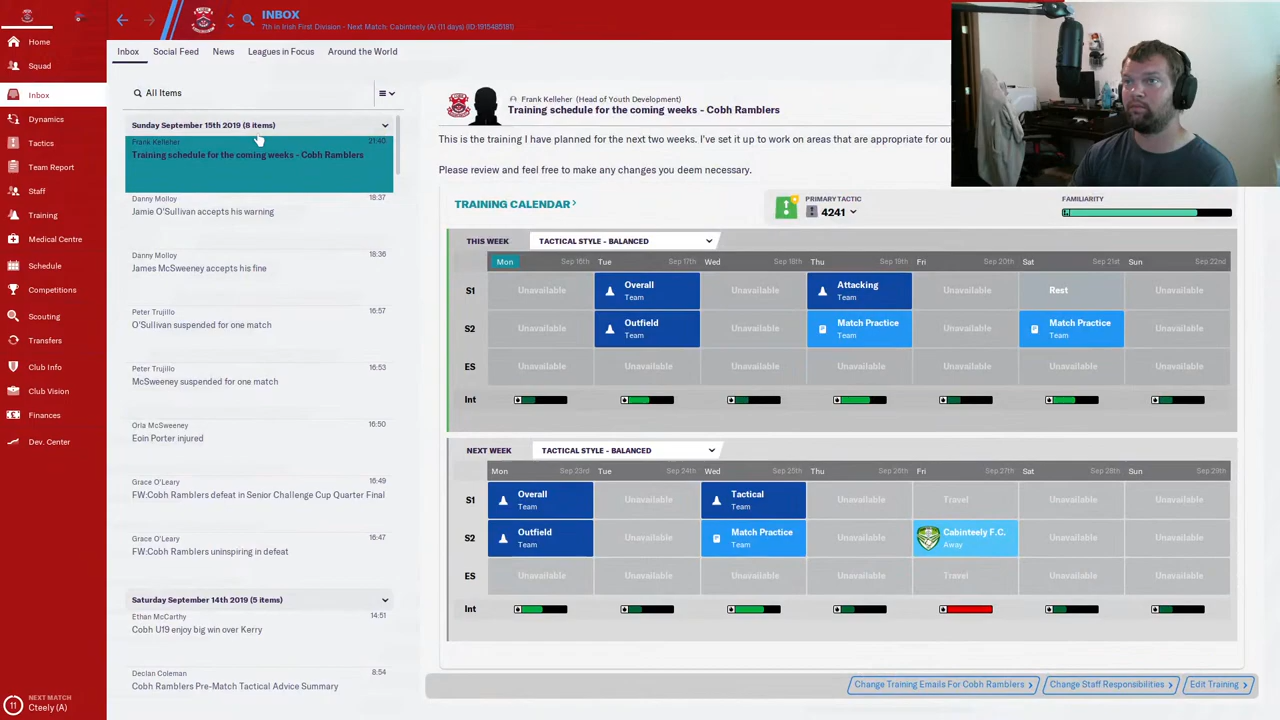 INBOX
7th in Irish First Division - Next Match: Cabinteely (A) (11 days) (ID:1915485181)
Home
Squad
Inbox
Dynamics
Tactics
Team Report
Staff
Training
Medical Centre
Schedule
Competitions
Scouting
Transfers
Club Info
Club Vision
Finances
Dev. Center
11
NEXT MATCH
Cteely (A)
Inbox Social Feed News Leagues in Focus Around the World
All Items
Sunday September 15th 2019 (8 items)
Frank Kelleher 21:40
Training schedule for the coming weeks - Cobh Ramblers
Danny Molloy 18:37
Jamie O'Sullivan accepts his warning
Danny Molloy 18:36
James McSweeney accepts his fine
Peter Trujillo 16:57
O'Sullivan suspended for one match
Peter Trujillo 16:53
McSweeney suspended for one match
Orla McSweeney 16:50
Eoin Porter injured
Grace O'Leary 16:49
FW:Cobh Ramblers defeat in Senior Challenge Cup Quarter Final
Grace O'Leary 16:47
FW:Cobh Ramblers uninspiring in defeat
Saturday September 14th 2019 (5 items)
Ethan McCarthy 14:51
Cobh U19 enjoy big win over Kerry
Declan Coleman 8:54
Cobh Ramblers Pre-Match Tactical Advice Summary
Frank Kelleher (Head of Youth Development)
Training schedule for the coming weeks - Cobh Ramblers
This is the training I have planned for the next two weeks. I've set it up to work on areas that are appropriate for ou
Please review and feel free to make any changes you deem necessary.
TRAINING CALENDAR
PRIMARY TACTIC
4241
FAMILIARITY
THIS WEEK TACTICAL STYLE - BALANCED
Mon Sep 16th Tue Sep 17th Wed Sep 18th Thu Sep 19th Fri Sep 20th Sat Sep 21st Sun Sep 22nd
S1 Unavailable Overall Team Unavailable Attacking Team Unavailable Rest Unavailable
S2 Unavailable Outfield Team Unavailable Match Practice Team Unavailable Match Practice Team Unavailable
ES Unavailable Unavailable Unavailable Unavailable Unavailable Unavailable Unavailable
Int
NEXT WEEK TACTICAL STYLE - BALANCED
Mon Sep 23rd Tue Sep 24th Wed Sep 25th Thu Sep 26th Fri Sep 27th Sat Sep 28th Sun Sep 29th
S1 Overall Team Unavailable Tactical Team Unavailable Travel Unavailable Unavailable
S2 Outfield Team Unavailable Match Practice Team Unavailable Cabinteely F.C. Away Unavailable Unavailable
ES Unavailable Unavailable Unavailable Unavailable Travel Unavailable Unavailable
Int
Change Training Emails For Cobh Ramblers Change Staff Responsibilities Edit Training